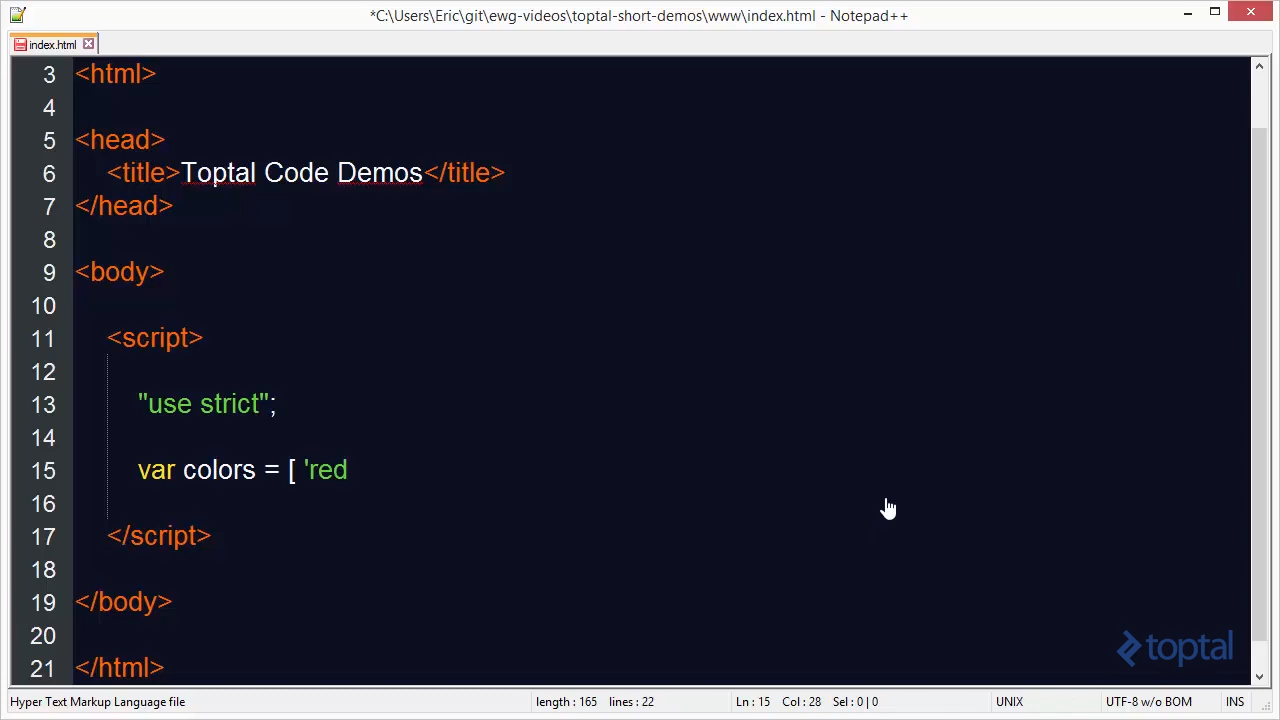 *C:\Users\Eric\git\ewg-videos\toptal-short-demos\www\index.html - Notepad++
index.html
3 <html>
4
5 <head>
6 <title>Toptal Code Demos</title>
7 </head>
8
9 <body>
10
11 <script>
12
13 "use strict";
14
15 var colors = [ 'red
16
17 </script>
18
19 </body>
20
21 </html>
toptal
Hyper Text Markup Language file length : 165 lines : 22 Ln : 15 Col : 28 Sel : 0 | 0 UNIX UTF-8 w/o BOM INS